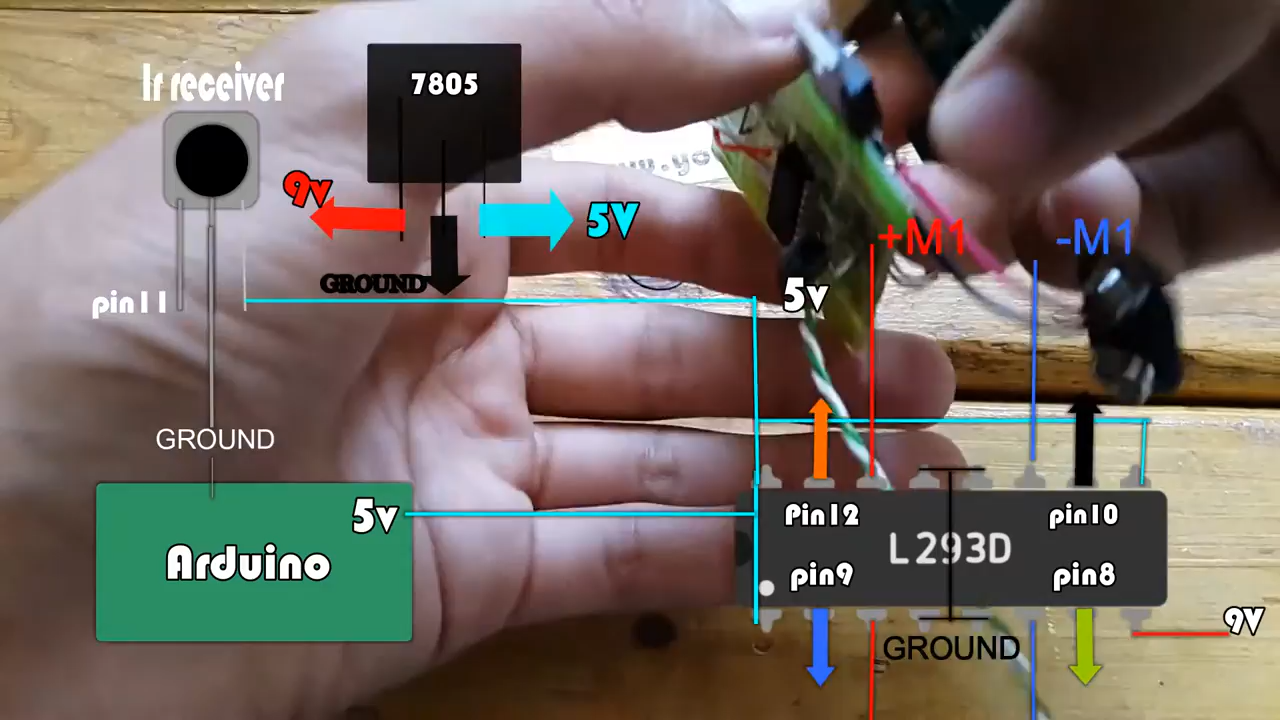 Ir receiver
7805
9v
5V
GROUND
+M1
-M1
pin11
5v
GROUND
5v
Arduino
Pin12
pin10
L293D
pin9
pin8
GROUND
9V